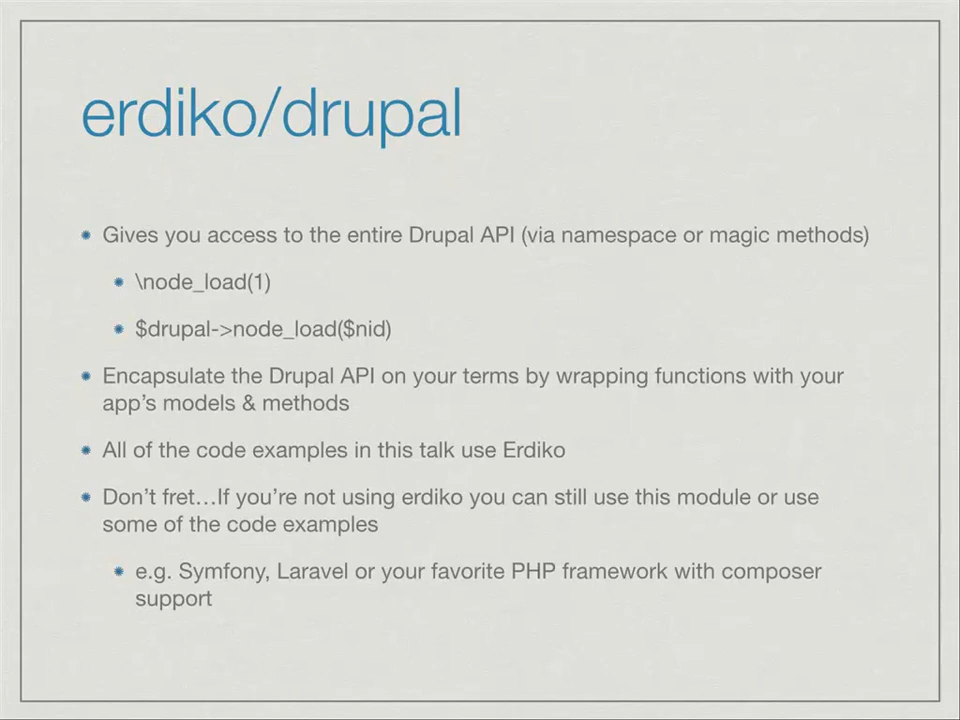 erdiko/drupal
Gives you access to the entire Drupal API (via namespace or magic methods)
\node_load(1)
$drupal->node_load($nid)
Encapsulate the Drupal API on your terms by wrapping functions with your
app’s models & methods
All of the code examples in this talk use Erdiko
Don’t fret…If you’re not using erdiko you can still use this module or use
some of the code examples
e.g. Symfony, Laravel or your favorite PHP framework with composer
support